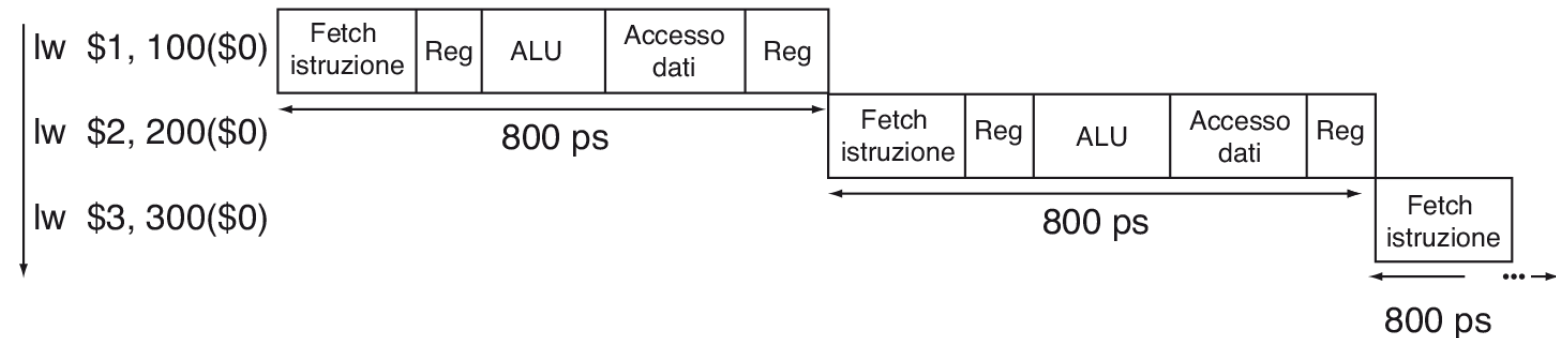 lw $1, 100($0)
Fetch
istruzione
Reg
ALU
Accesso
dati
Reg
800 ps
lw $2, 200($0)
Fetch
istruzione
Reg
ALU
Accesso
dati
Reg
800 ps
lw $3, 300($0)
Fetch
istruzione
...
800 ps